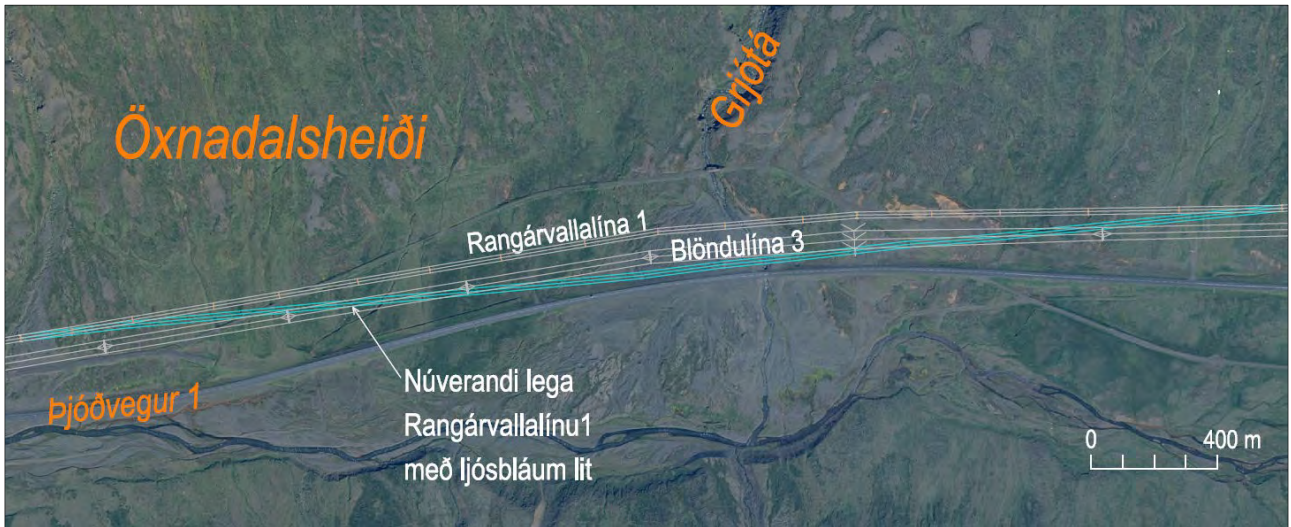 Grjótá
Öxnadalsheiði
Rangárvallalína 1
Blöndulína 3
Þjóðvegur 1
Núverandi lega
Rangárvallalínu1
með ljósbláum lit
0 400 m